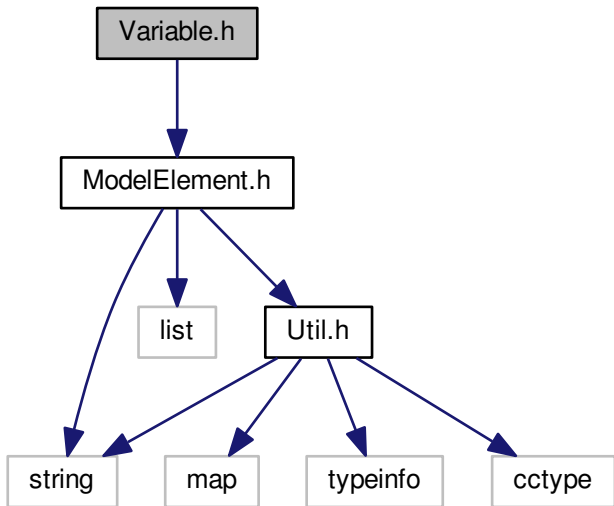 Variable.h
ModelElement.h
list
Util.h
string
map
typeinfo
cctype